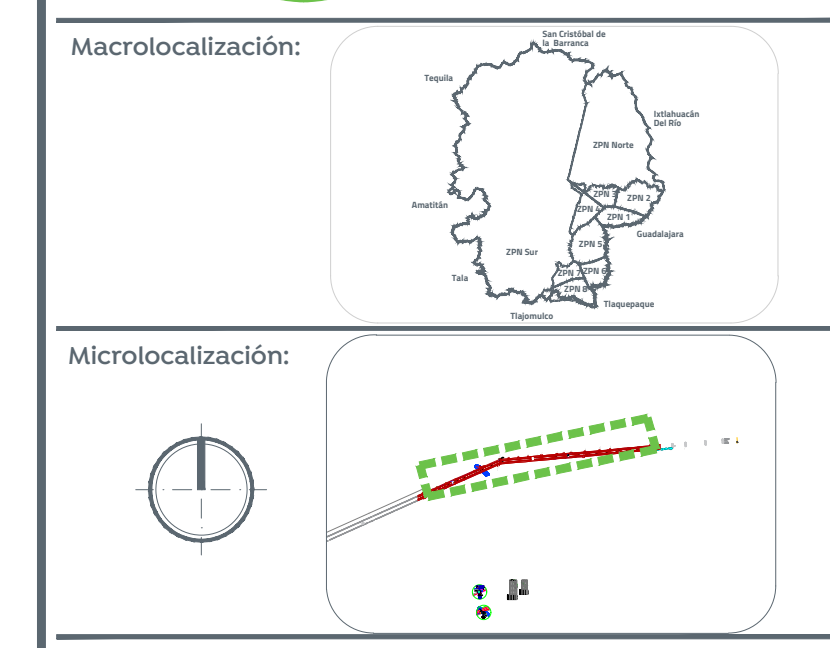 Macrolocalización:
San Cristóbal de
la Barranca
Tequila
Ixtlahuacán
Del Río
ZPN Norte
ZPN 3
ZPN 2
Amatitán
ZPN 4
ZPN 1
Guadalajara
ZPN 5
ZPN Sur
ZPN 7
ZPN 6
Tala
ZPN 8
Tlaquepaque
Tlajomulco
Microlocalización: